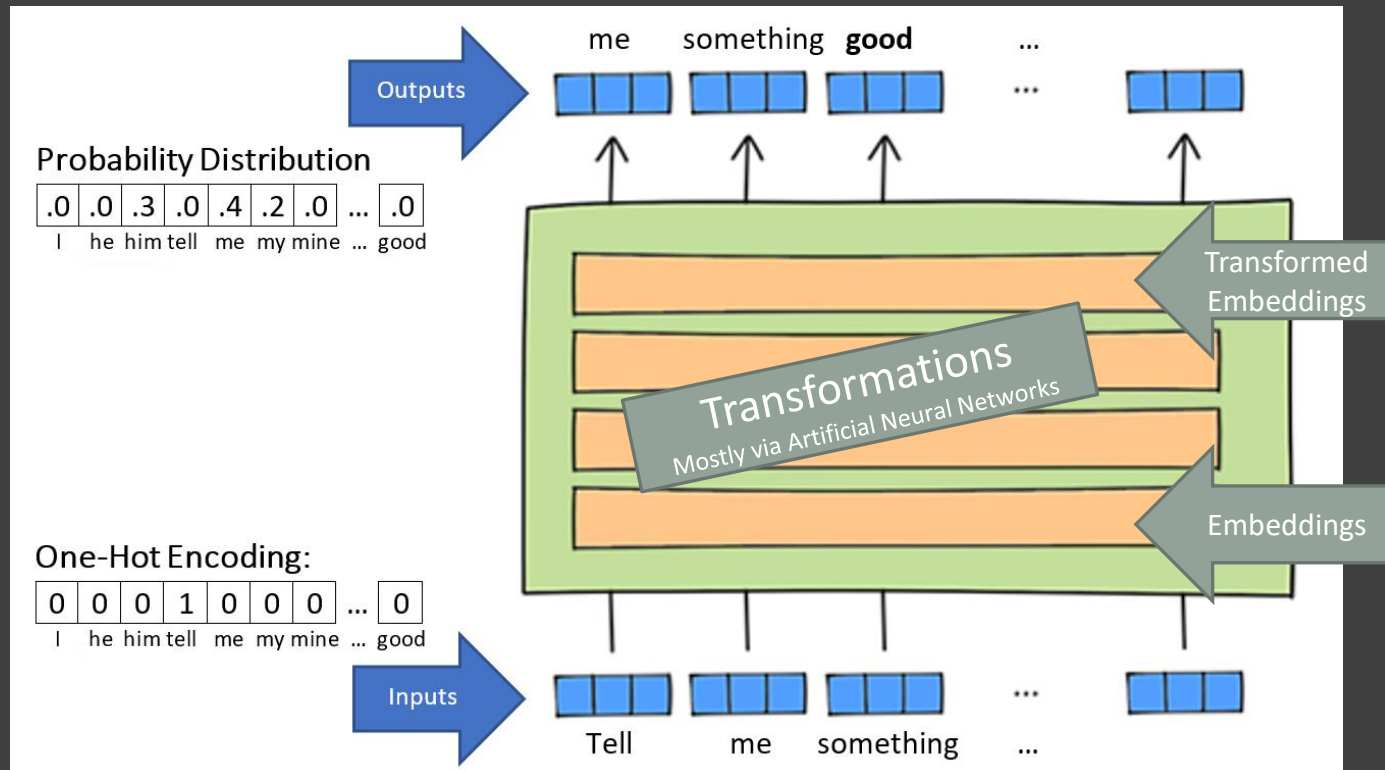 me something good ...
Outputs
...
Probability Distribution
.0 .0 .3 .0 .4 .2 .0 ... .0
I he him tell me my mine ... good
Transformed
Embeddings
Transformations
Mostly via Artificial Neural Networks
Embeddings
One-Hot Encoding:
0 0 0 1 0 0 0 ... 0
I he him tell me my mine ... good
Inputs
...
Tell me something ...